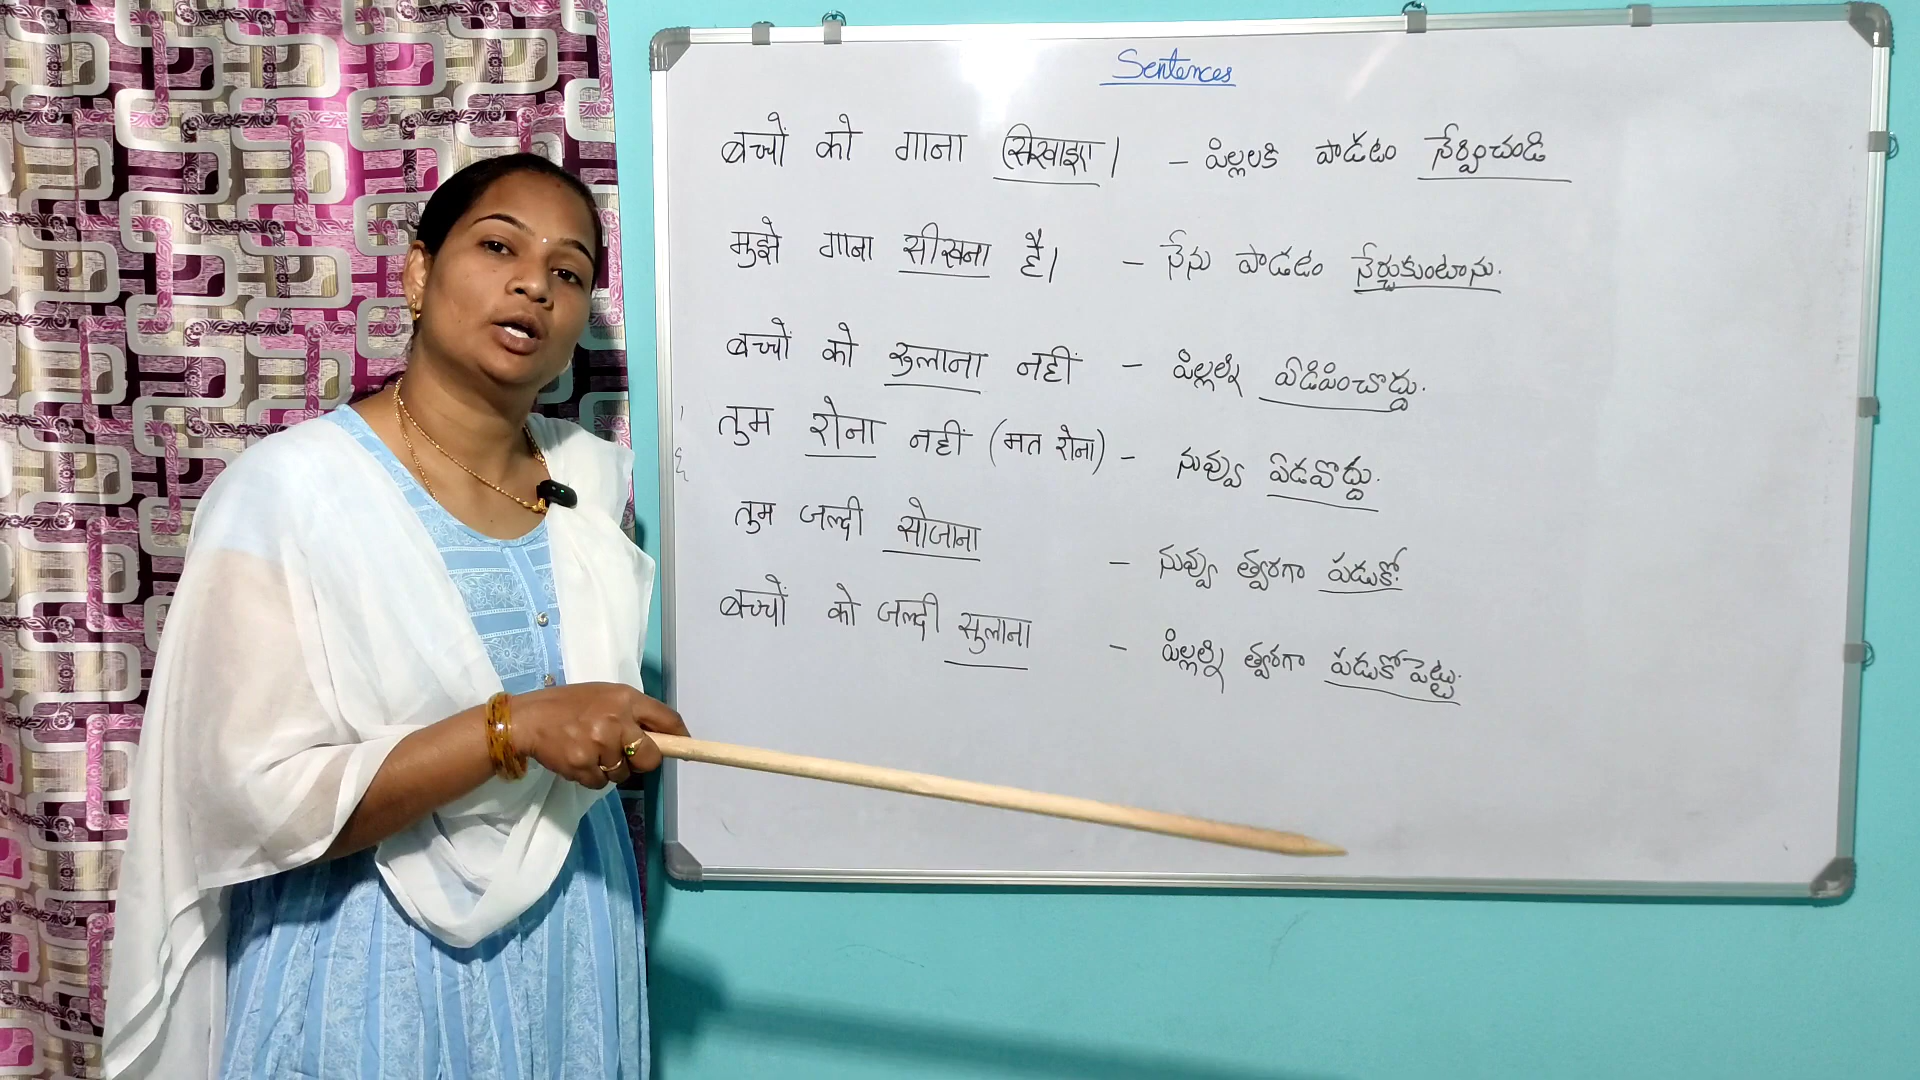 Sentences
बच्चों को गाना सिखाइए। - పిల్లలకి పాడటం నేర్పించండి
मुझे गाना सीखना है। - నేను పాడటం నేర్చుకుంటాను.
बच्चों को रुलाना नहीं - పిల్లల్ని ఏడిపించొద్దు.
तुम रोना नहीं (मत रोना) - నువ్వు ఏడవొద్దు.
तुम जल्दी सोजाना - నువ్వు త్వరగా పడుకో.
बच्चों को जल्दी सुलाना - పిల్లల్ని త్వరగా పడుకోపెట్టు.